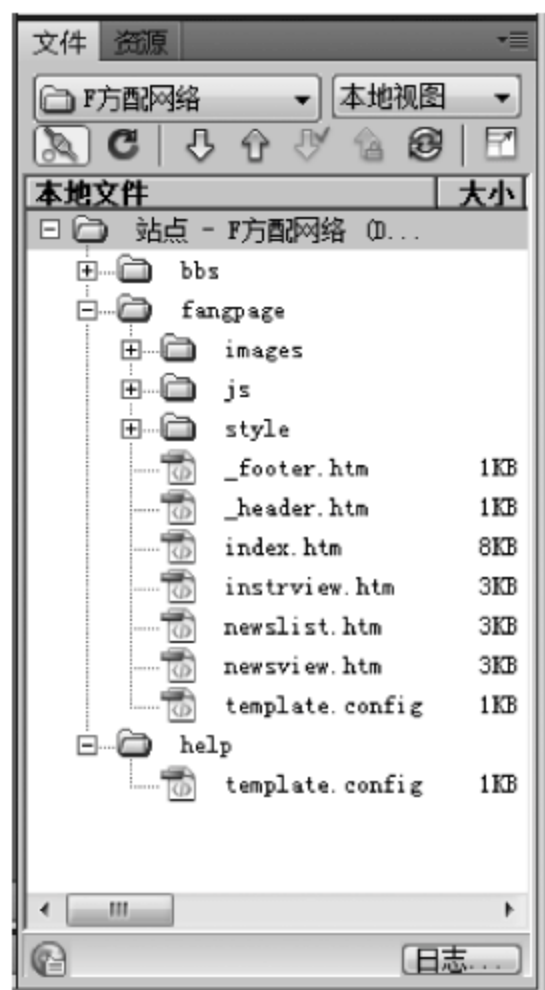 文件 资源
F方配网络 本地视图
本地文件 大小
站点 - F方配网络 (D...
bbs
fangpage
images
js
style
_footer.htm 1KB
_header.htm 1KB
index.htm 8KB
instrview.htm 3KB
newslist.htm 3KB
newsview.htm 3KB
template.config 1KB
help
template.config 1KB
日志...